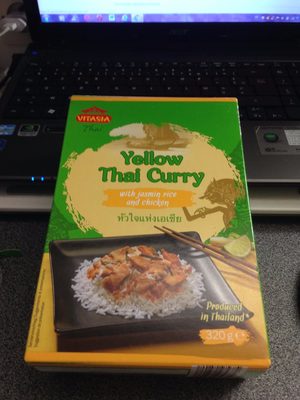 VITASIA
Thai
Yellow
Thai Curry
with jasmin rice
and chicken
หัวใจแห่งเอเชีย
Produced
in Thailand
320g e